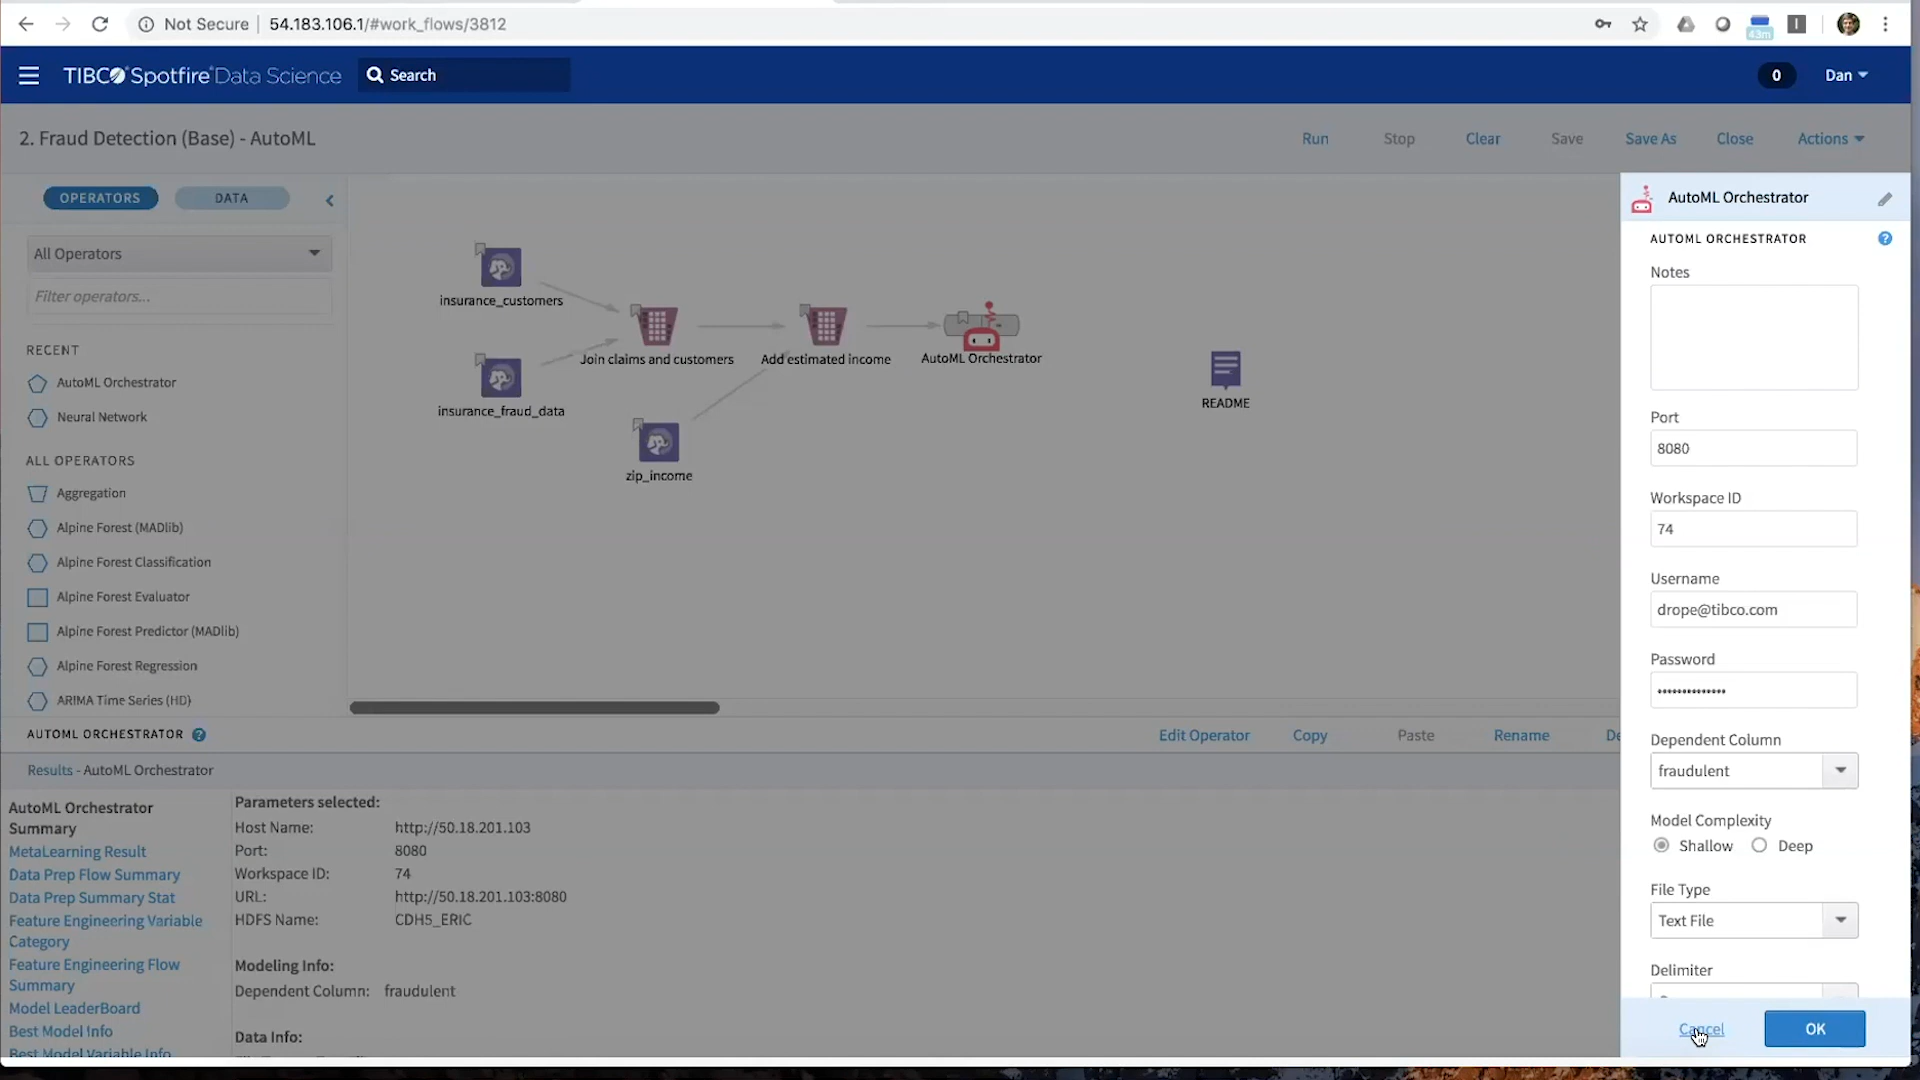 Not Secure
54.183.106.1/#work_flows/3812
43m
TIBCO Spotfire Data Science
Search
0
Dan
2. Fraud Detection (Base) - AutoML
Run
Stop
Clear
Save
Save As
Close
Actions
OPERATORS
DATA
All Operators
Filter operators...
RECENT
AutoML Orchestrator
Neural Network
ALL OPERATORS
Aggregation
Alpine Forest (MADlib)
Alpine Forest Classification
Alpine Forest Evaluator
Alpine Forest Predictor (MADlib)
Alpine Forest Regression
ARIMA Time Series (HD)
insurance_customers
insurance_fraud_data
Join claims and customers
Add estimated income
AutoML Orchestrator
zip_income
README
AUTOML ORCHESTRATOR ?
Edit Operator
Copy
Paste
Rename
Results - AutoML Orchestrator
AutoML Orchestrator
Summary
MetaLearning Result
Data Prep Flow Summary
Data Prep Summary Stat
Feature Engineering Variable
Category
Feature Engineering Flow
Summary
Model LeaderBoard
Best Model Info
Best Model Variable Info
Parameters selected:
Host Name: http://50.18.201.103
Port: 8080
Workspace ID: 74
URL: http://50.18.201.103:8080
HDFS Name: CDH5_ERIC
Modeling Info:
Dependent Column: fraudulent
Data Info:
AutoML Orchestrator
AUTOML ORCHESTRATOR ?
Notes
Port
8080
Workspace ID
74
Username
drope@tibco.com
Password
Dependent Column
fraudulent
Model Complexity
Shallow
Deep
File Type
Text File
Delimiter
Cancel
OK